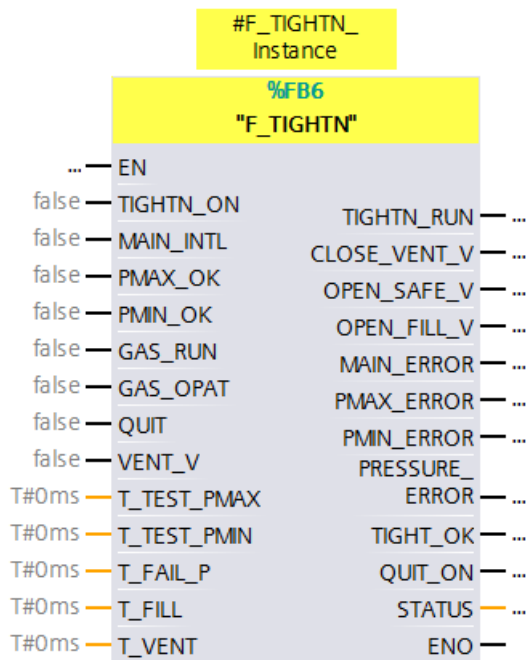 #F_TIGHTN_
Instance
%FB6
"F_TIGHTN"
... EN
false TIGHTN_ON
TIGHTN_RUN ...
false MAIN_INTL
CLOSE_VENT_V ...
false PMAX_OK
OPEN_SAFE_V ...
false PMIN_OK
OPEN_FILL_V ...
false GAS_RUN
MAIN_ERROR ...
false GAS_OPAT
PMAX_ERROR ...
false QUIT
PMIN_ERROR ...
false VENT_V
PRESSURE_
T#0ms T_TEST_PMAX ERROR ...
T#0ms T_TEST_PMIN TIGHT_OK ...
T#0ms T_FAIL_P QUIT_ON ...
T#0ms T_FILL STATUS ...
T#0ms T_VENT ENO